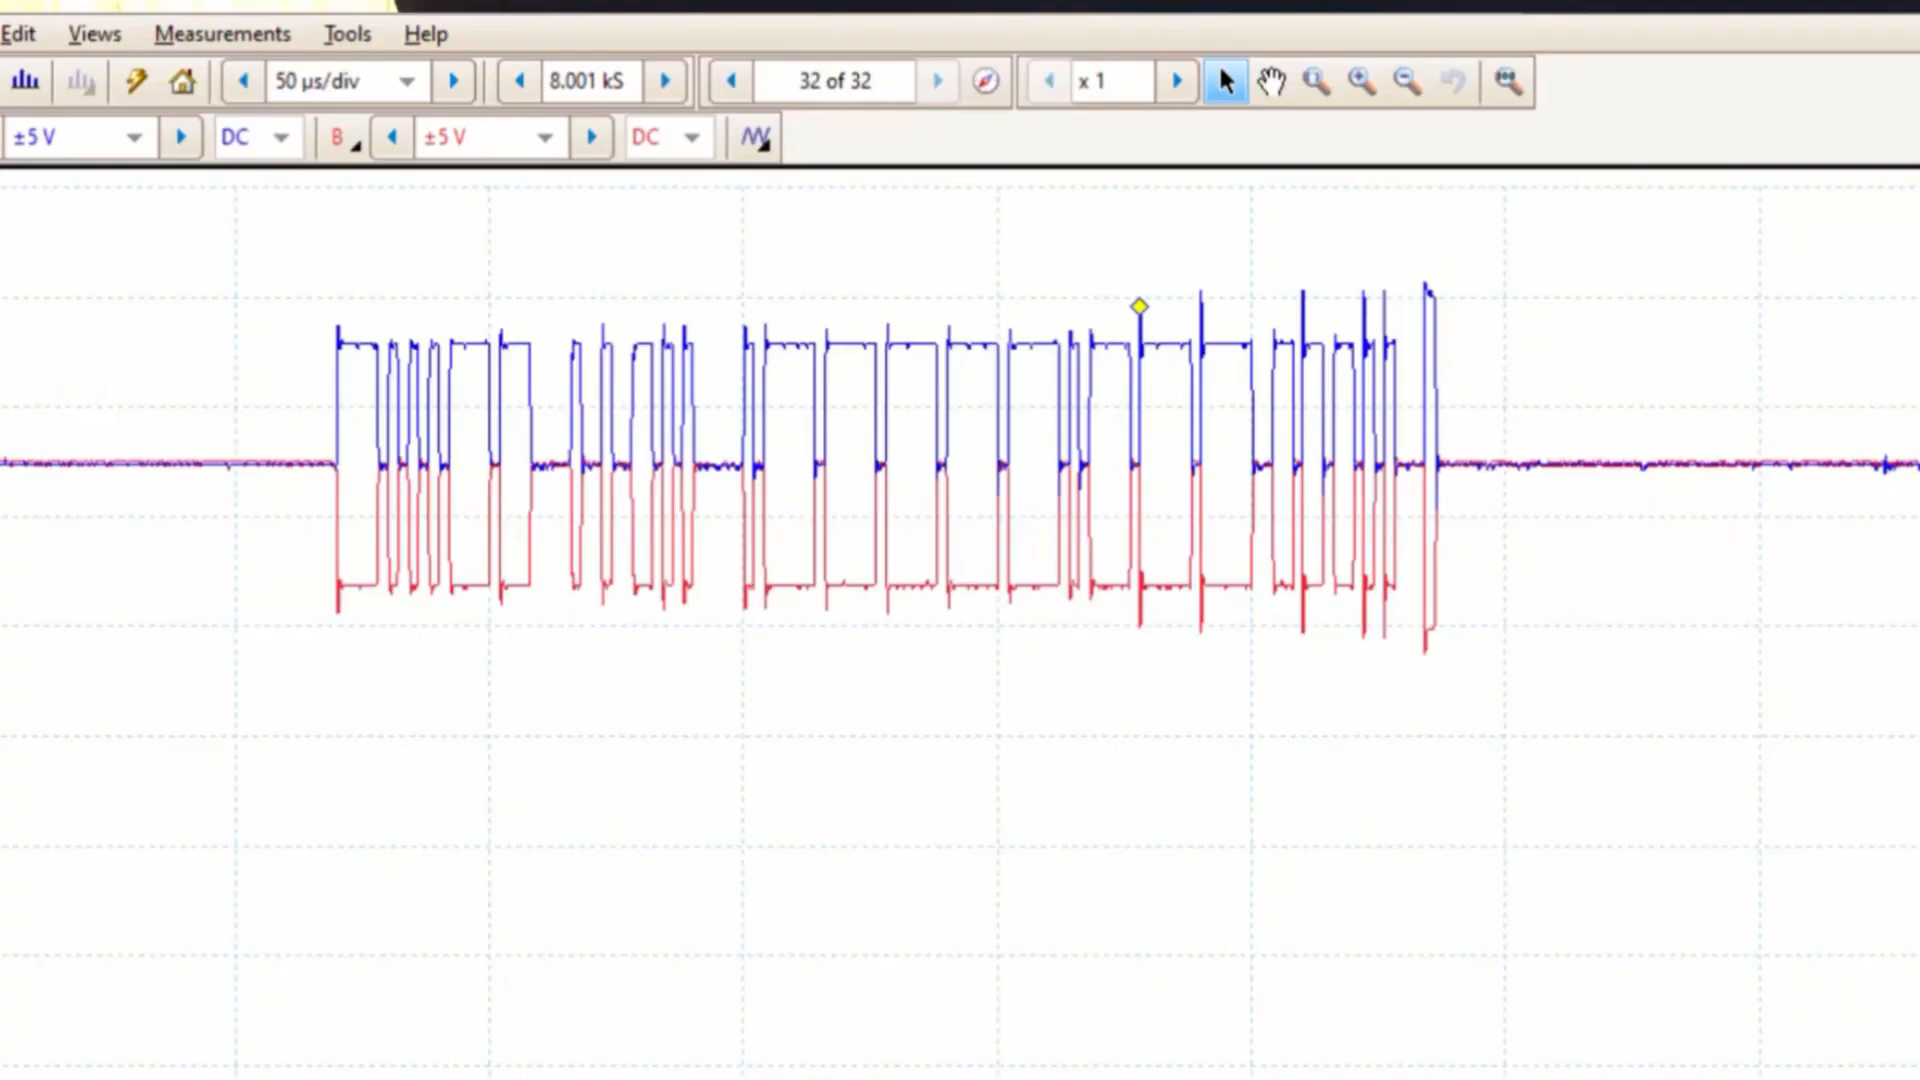 Edit Views Measurements Tools Help
50 µs/div 8.001 kS 32 of 32 x 1
±5 V DC B ±5 V DC